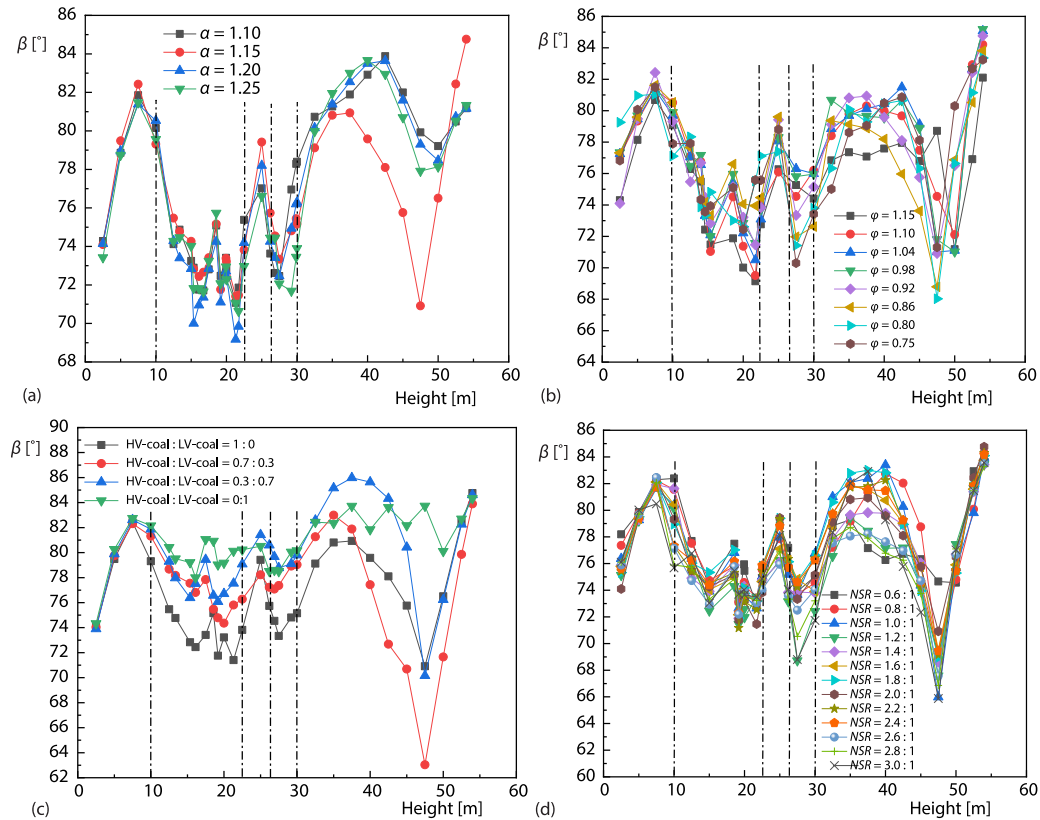 β [°]
86
84
82
80
78
76
74
72
70
68
0
10
20
30
40
50
60
α = 1.10
α = 1.15
α = 1.20
α = 1.25
(a)
Height [m]
β [°]
86
84
82
80
78
76
74
72
70
68
66
64
0
10
20
30
40
50
60
φ = 1.15
φ = 1.10
φ = 1.04
φ = 0.98
φ = 0.92
φ = 0.86
φ = 0.80
φ = 0.75
(b)
Height [m]
β [°]
90
88
86
84
82
80
78
76
74
72
70
68
66
64
62
0
10
20
30
40
50
60
HV-coal : LV-coal = 1 : 0
HV-coal : LV-coal = 0.7 : 0.3
HV-coal : LV-coal = 0.3 : 0.7
HV-coal : LV-coal = 0:1
(c)
Height [m]
β [°]
86
84
82
80
78
76
74
72
70
68
66
64
62
60
0
10
20
30
40
50
60
NSR = 0.6 : 1
NSR = 0.8 : 1
NSR = 1.0 : 1
NSR = 1.2 : 1
NSR = 1.4 : 1
NSR = 1.6 : 1
NSR = 1.8 : 1
NSR = 2.0 : 1
NSR = 2.2 : 1
NSR = 2.4 : 1
NSR = 2.6 : 1
NSR = 2.8 : 1
NSR = 3.0 : 1
(d)
Height [m]